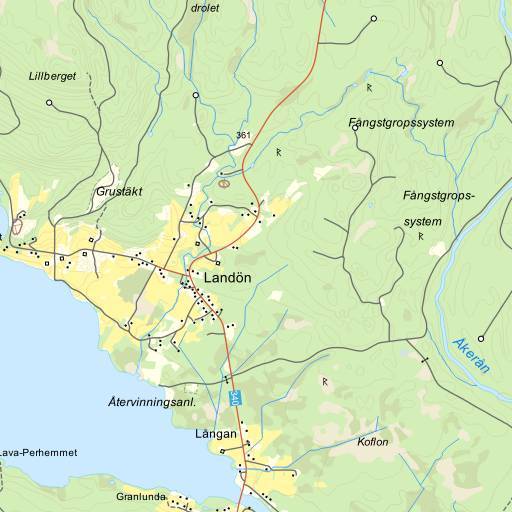 drolet
Lillberget
361
Fångstgropssystem
Grustäkt
Fångstgrops-
system
Landön
Åkerån
340
Återvinningsanl.
Långan
Koflon
Lava-Perhemmet
Granlunda